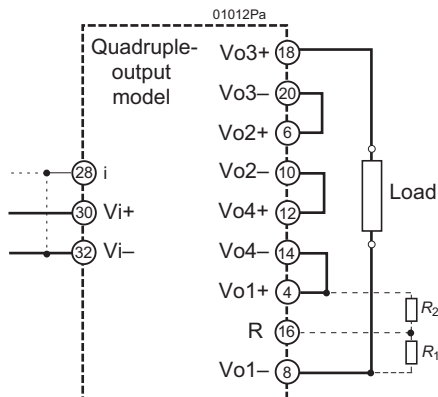 01012Pa
Quadruple-
output
model
Vo3+ 18
Vo3– 20
Vo2+ 6
28 i
Vo2– 10
Load
30 Vi+
Vo4+ 12
32 Vi–
Vo4– 14
Vo1+ 4
R2
R 16
R1
Vo1– 8